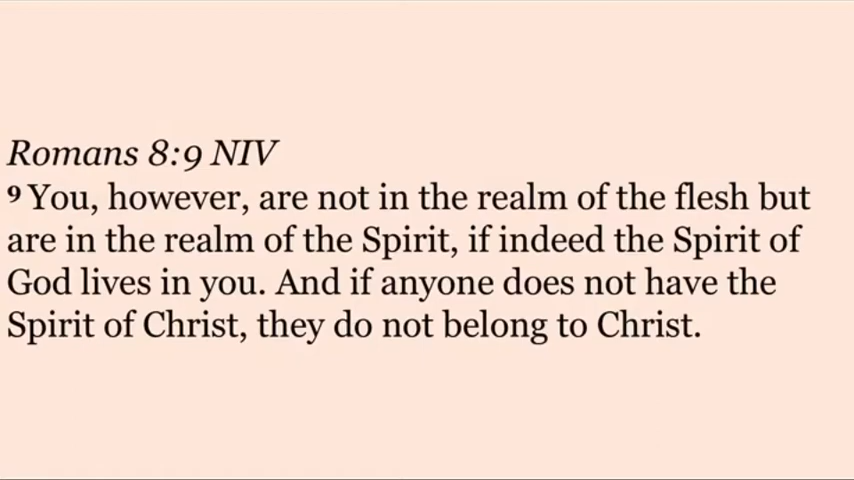 Romans 8:9 NIV
⁹ You, however, are not in the realm of the flesh but
are in the realm of the Spirit, if indeed the Spirit of
God lives in you. And if anyone does not have the
Spirit of Christ, they do not belong to Christ.